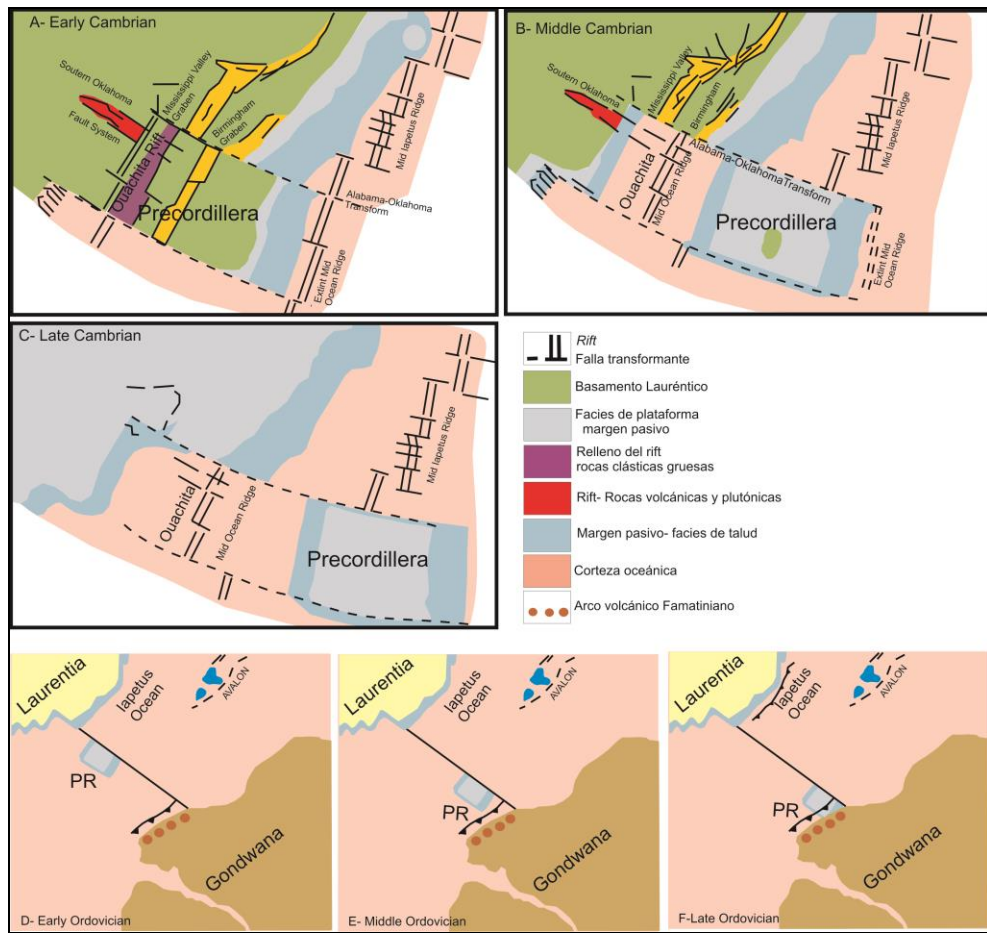 A- Early Cambrian
Soutern Oklahoma
Fault System
Mississippi Valley
Graben
Birmingham
Graben
Ouachita Rift
Precordillera
Mid Iapetus Ridge
Alabama-Oklahoma
Transform
Extint Mid
Ocean Ridge
B- Middle Cambrian
Soutern Oklahoma
Mississippi Valley
Birmingham
Alabama-OklahomaTransform
Ouachita
Mid Ocean Ridge
Precordillera
Mid Iapetus Ridge
Extint Mid
Ocean Ridge
C- Late Cambrian
Ouachita
Mid Ocean Ridge
Mid Iapetus Ridge
Precordillera
Rift
Falla transformante
Basamento Lauréntico
Facies de plataforma
margen pasivo
Relleno del rift
rocas clásticas gruesas
Rift- Rocas volcánicas y plutónicas
Margen pasivo- facies de talud
Corteza oceánica
Arco volcánico Famatiniano
Laurentia
Iapetus
Ocean
AVALON
PR
Gondwana
D- Early Ordovician
Laurentia
Iapetus
Ocean
AVALON
PR
Gondwana
E- Middle Ordovician
Laurentia
Iapetus
Ocean
AVALON
PR
Gondwana
F-Late Ordovician